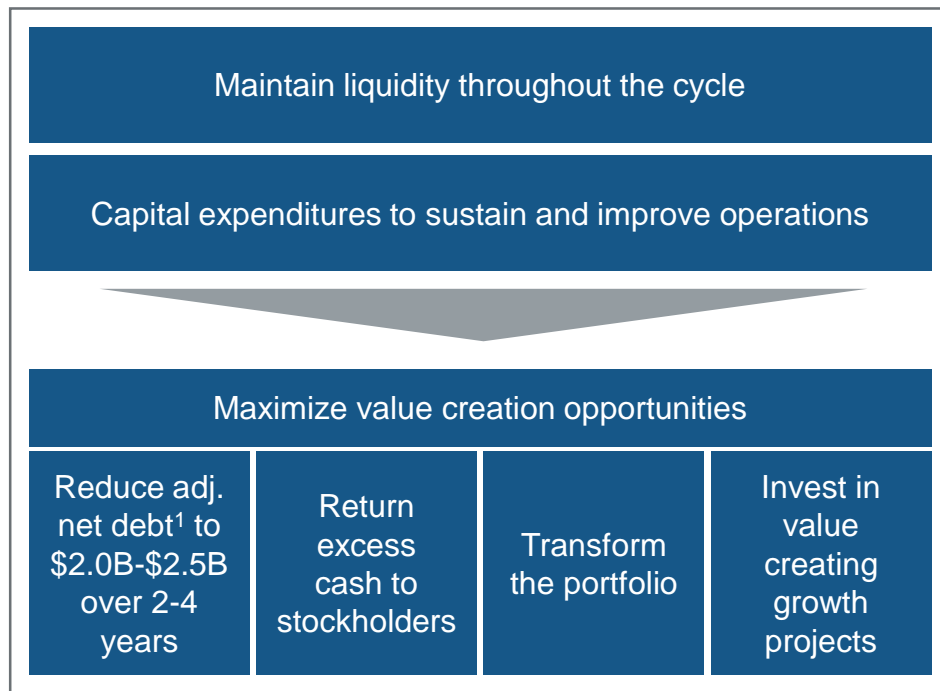 Maintain liquidity throughout the cycle
Capital expenditures to sustain and improve operations
Maximize value creation opportunities
Reduce adj.
net debt¹ to
$2.0B-$2.5B
over 2-4
years
Return
excess
cash to
stockholders
Transform
the portfolio
Invest in
value
creating
growth
projects